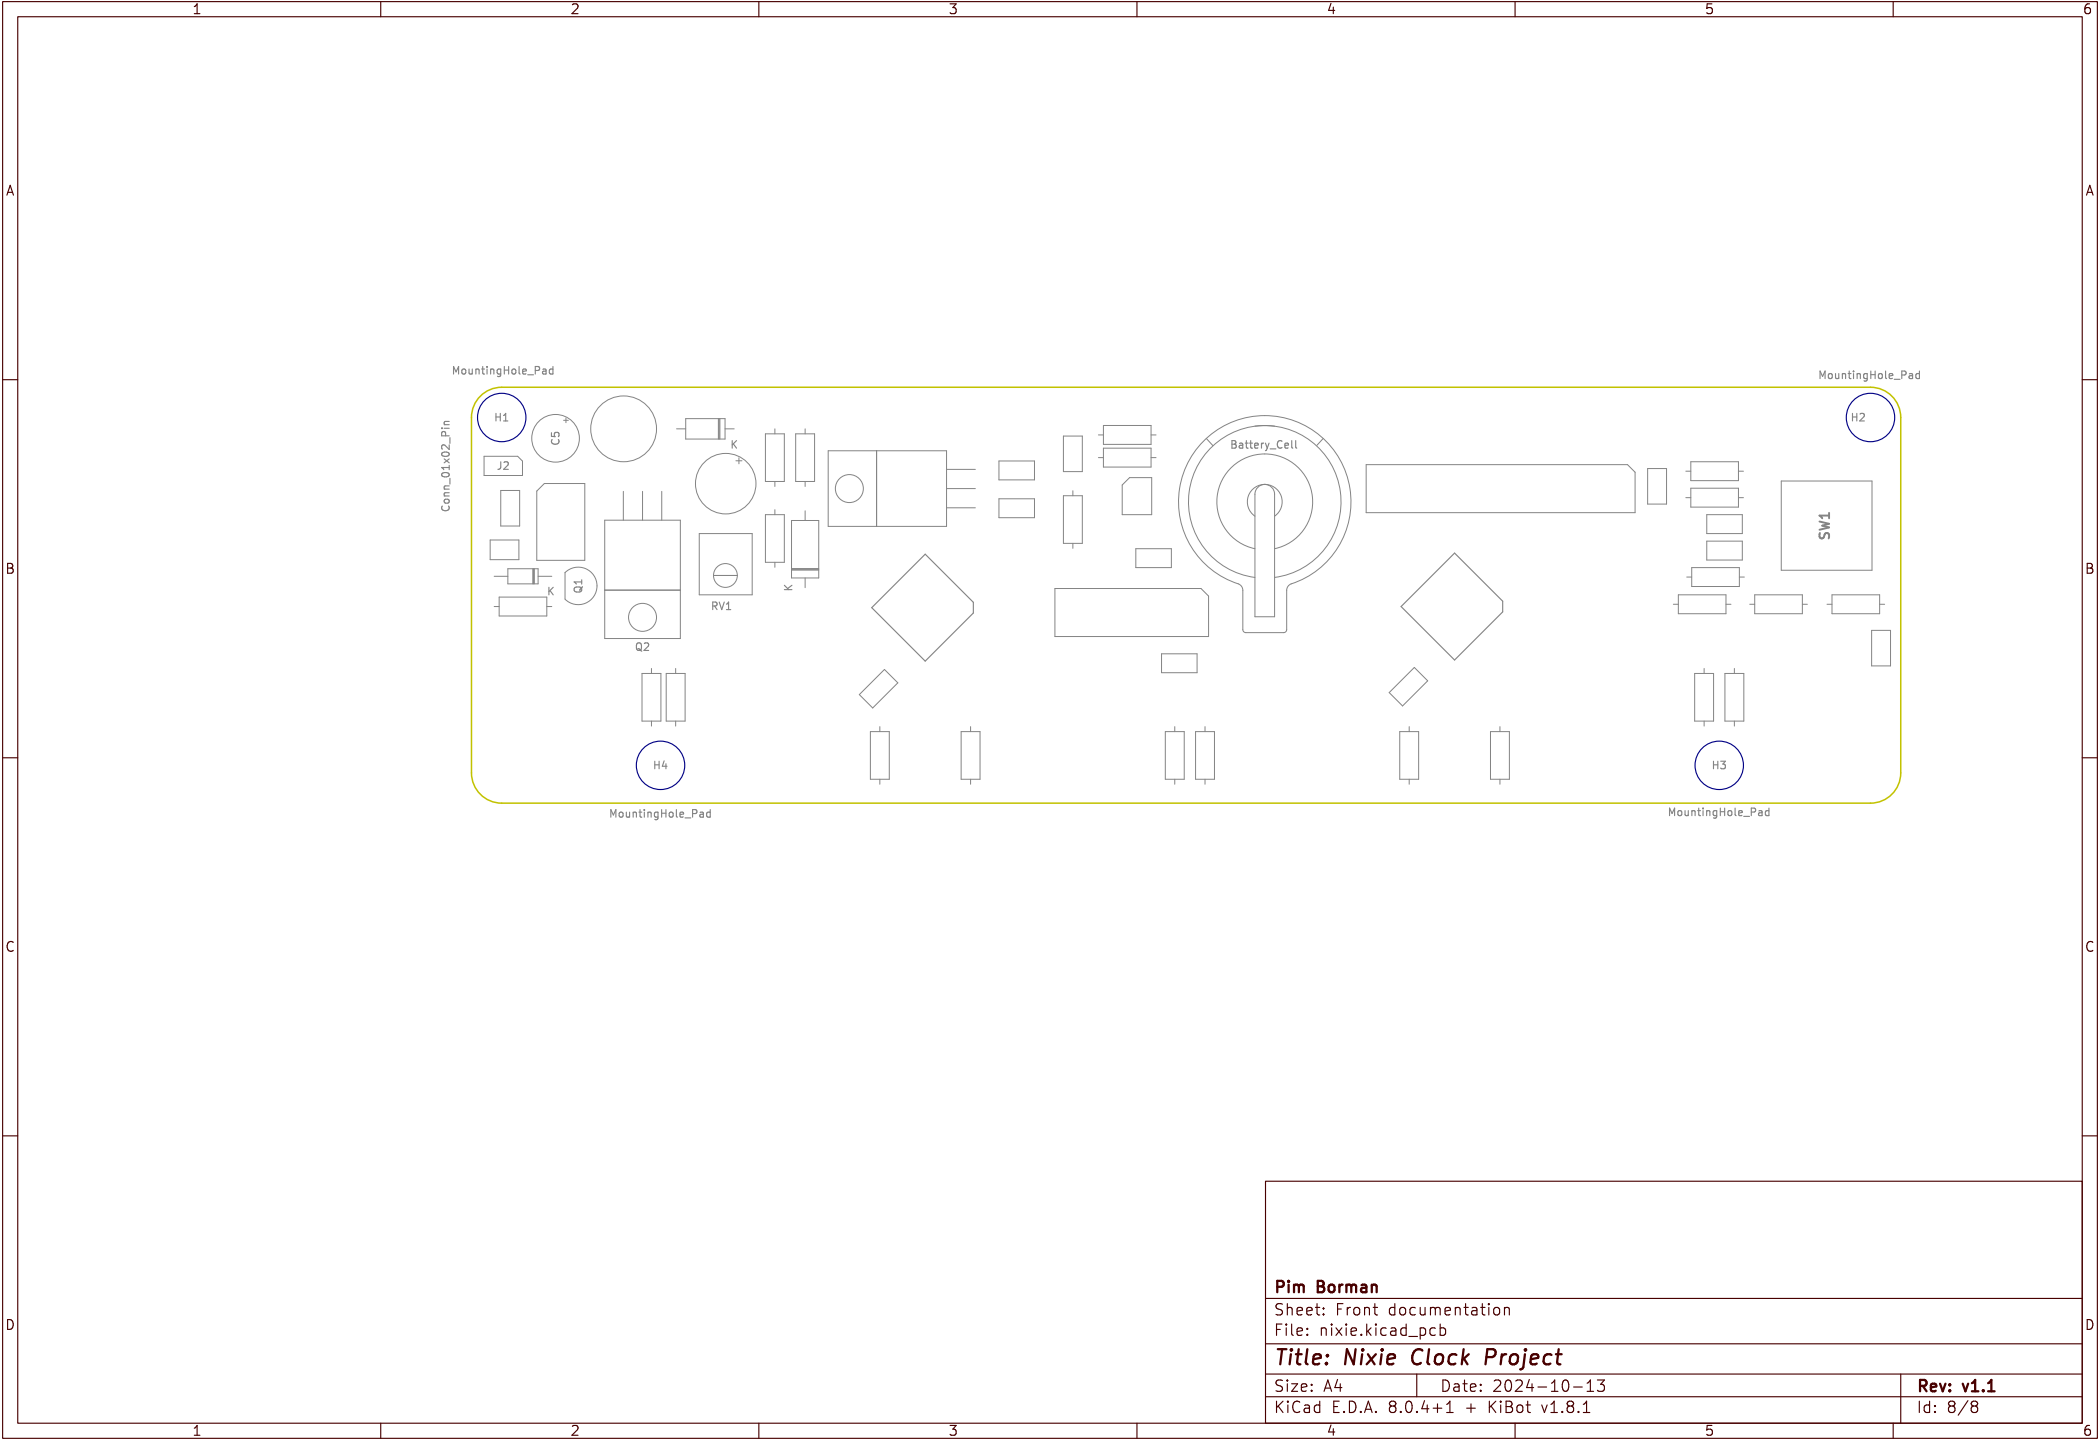 1 2 3 4 5 6
A A
MountingHole_Pad
MountingHole_Pad
H1
H2
C5
+
Conn_01x02_Pin
K
Battery_Cell
+
J2
SW1
B B
K
Q1
K
RV1
Q2
H4
H3
MountingHole_Pad
MountingHole_Pad
C C
Pim Borman
Sheet: Front documentation
File: nixie.kicad_pcb
D D
Title: Nixie Clock Project
Size: A4 Date: 2024-10-13 Rev: v1.1
KiCad E.D.A. 8.0.4+1 + KiBot v1.8.1 Id: 8/8
1 2 3 4 5 6